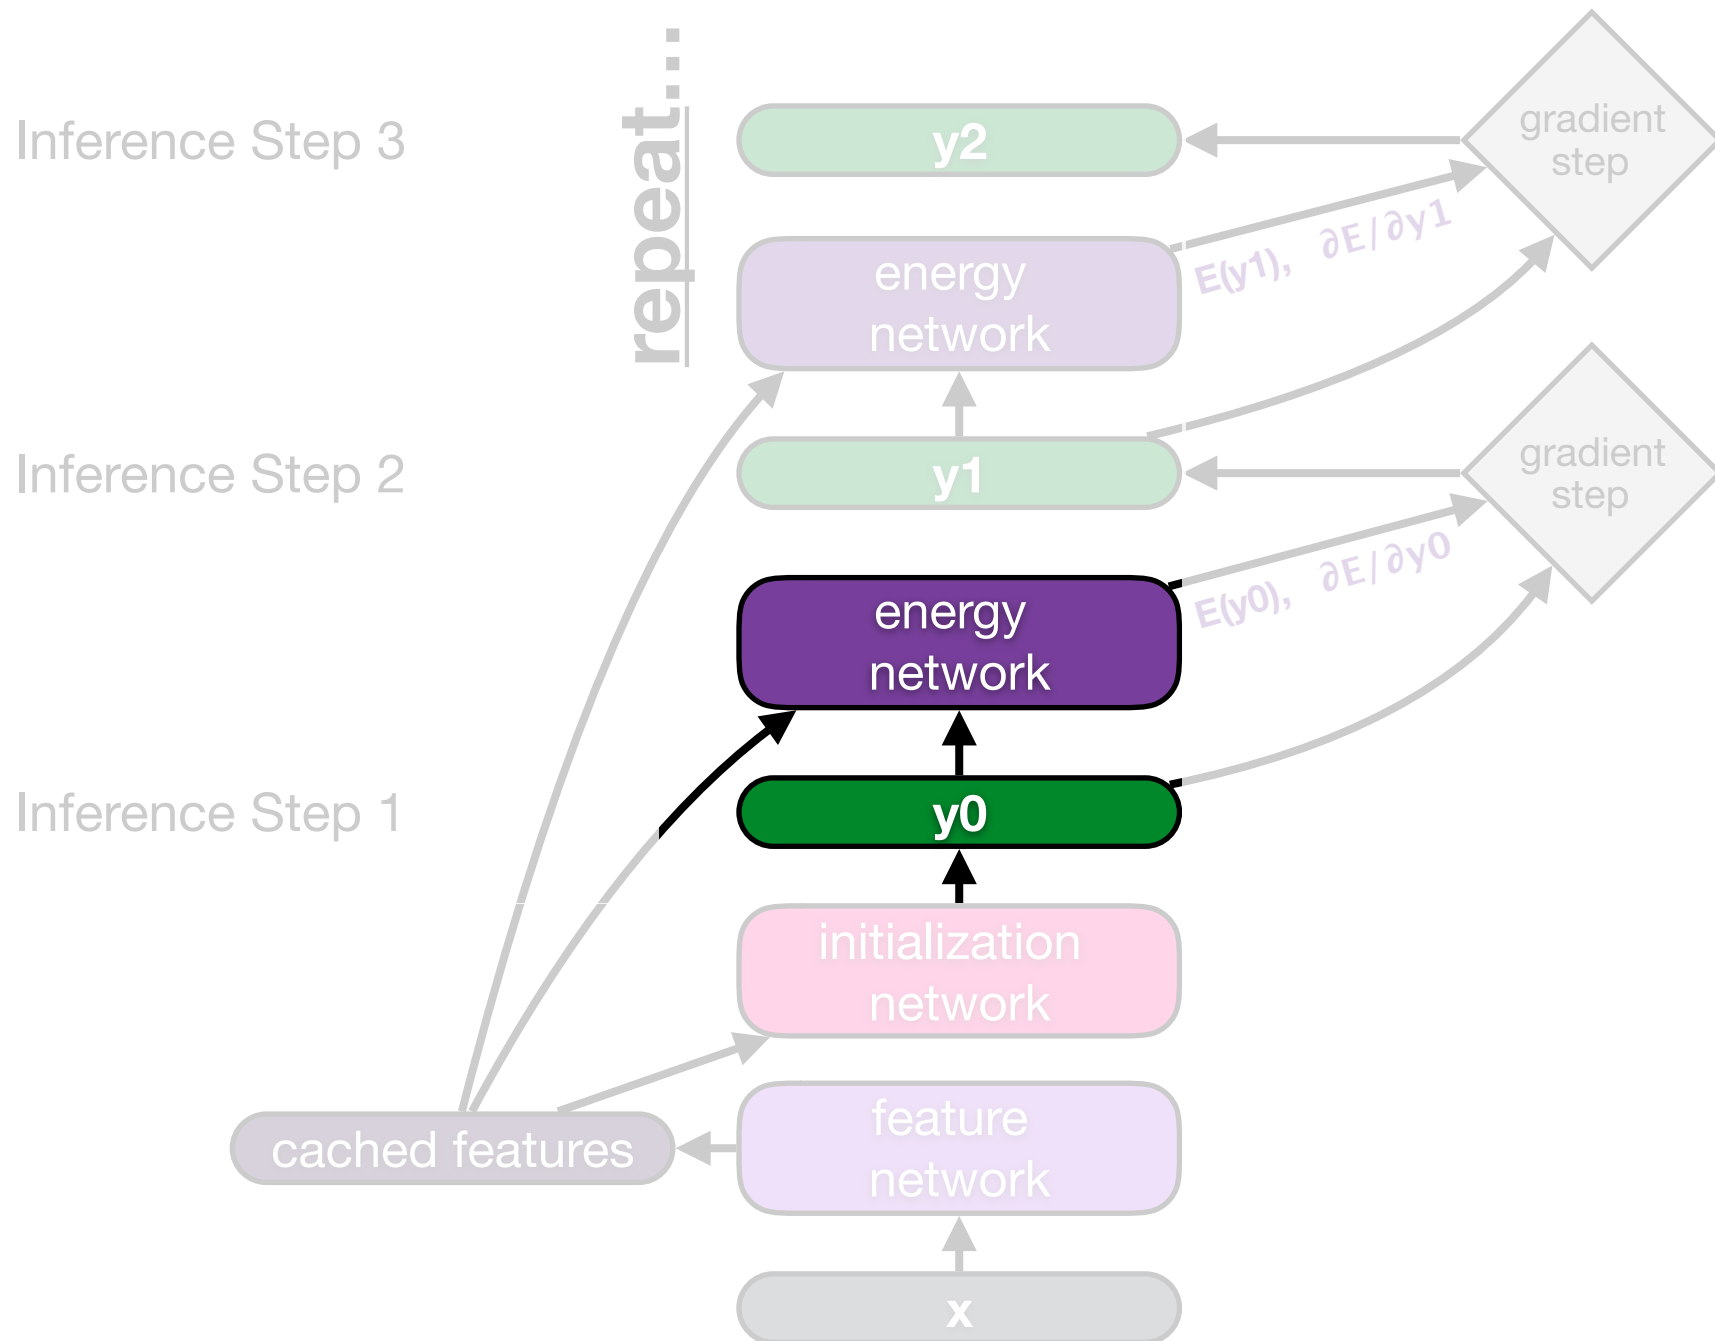 repeat...
Inference Step 3
y2
gradient
step
energy
network
E(y1), ∂E/∂y1
Inference Step 2
y1
gradient
step
energy
network
E(y0), ∂E/∂y0
Inference Step 1
y0
initialization
network
cached features
feature
network
x